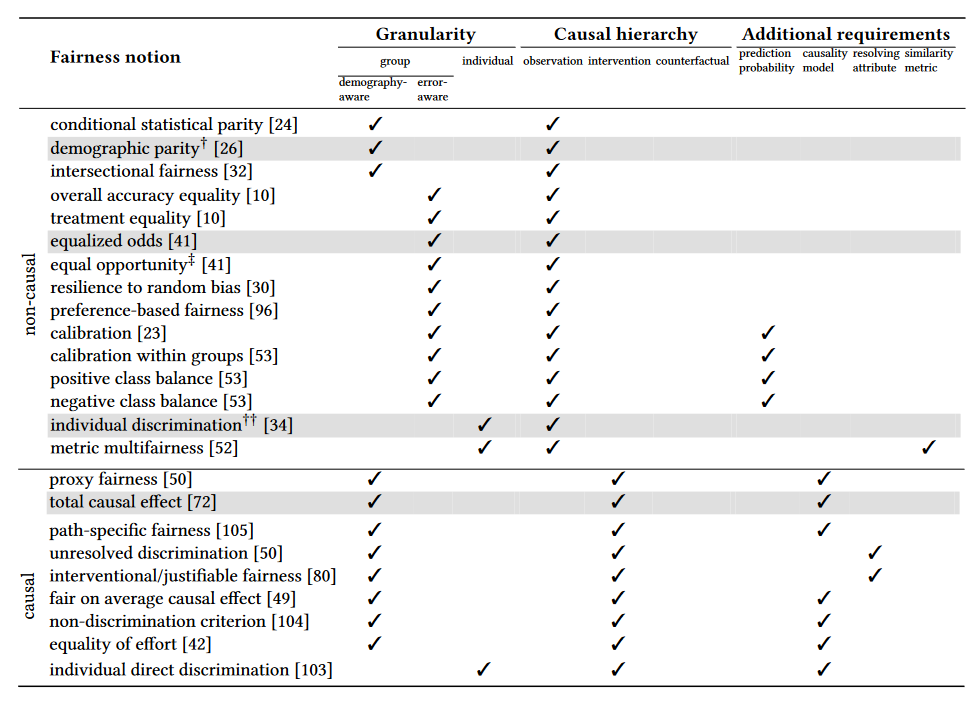 Fairness notion Granularity Causal hierarchy Additional requirements
group individual observation intervention counterfactual prediction probability causality model resolving attribute similarity metric
demography-aware error-aware
non-causal
conditional statistical parity [24] ✓ ✓
demographic parity† [26] ✓ ✓
intersectional fairness [32] ✓ ✓
overall accuracy equality [10] ✓ ✓
treatment equality [10] ✓ ✓
equalized odds [41] ✓ ✓
equal opportunity‡ [41] ✓ ✓
resilience to random bias [30] ✓ ✓
preference-based fairness [96] ✓ ✓
calibration [23] ✓ ✓ ✓
calibration within groups [53] ✓ ✓ ✓
positive class balance [53] ✓ ✓ ✓
negative class balance [53] ✓ ✓ ✓
individual discrimination†† [34] ✓ ✓
metric multifairness [52] ✓ ✓ ✓
causal
proxy fairness [50] ✓ ✓ ✓
total causal effect [72] ✓ ✓ ✓
path-specific fairness [105] ✓ ✓ ✓
unresolved discrimination [50] ✓ ✓ ✓
interventional/justifiable fairness [80] ✓ ✓ ✓
fair on average causal effect [49] ✓ ✓ ✓
non-discrimination criterion [104] ✓ ✓ ✓
equality of effort [42] ✓ ✓ ✓
individual direct discrimination [103] ✓ ✓ ✓